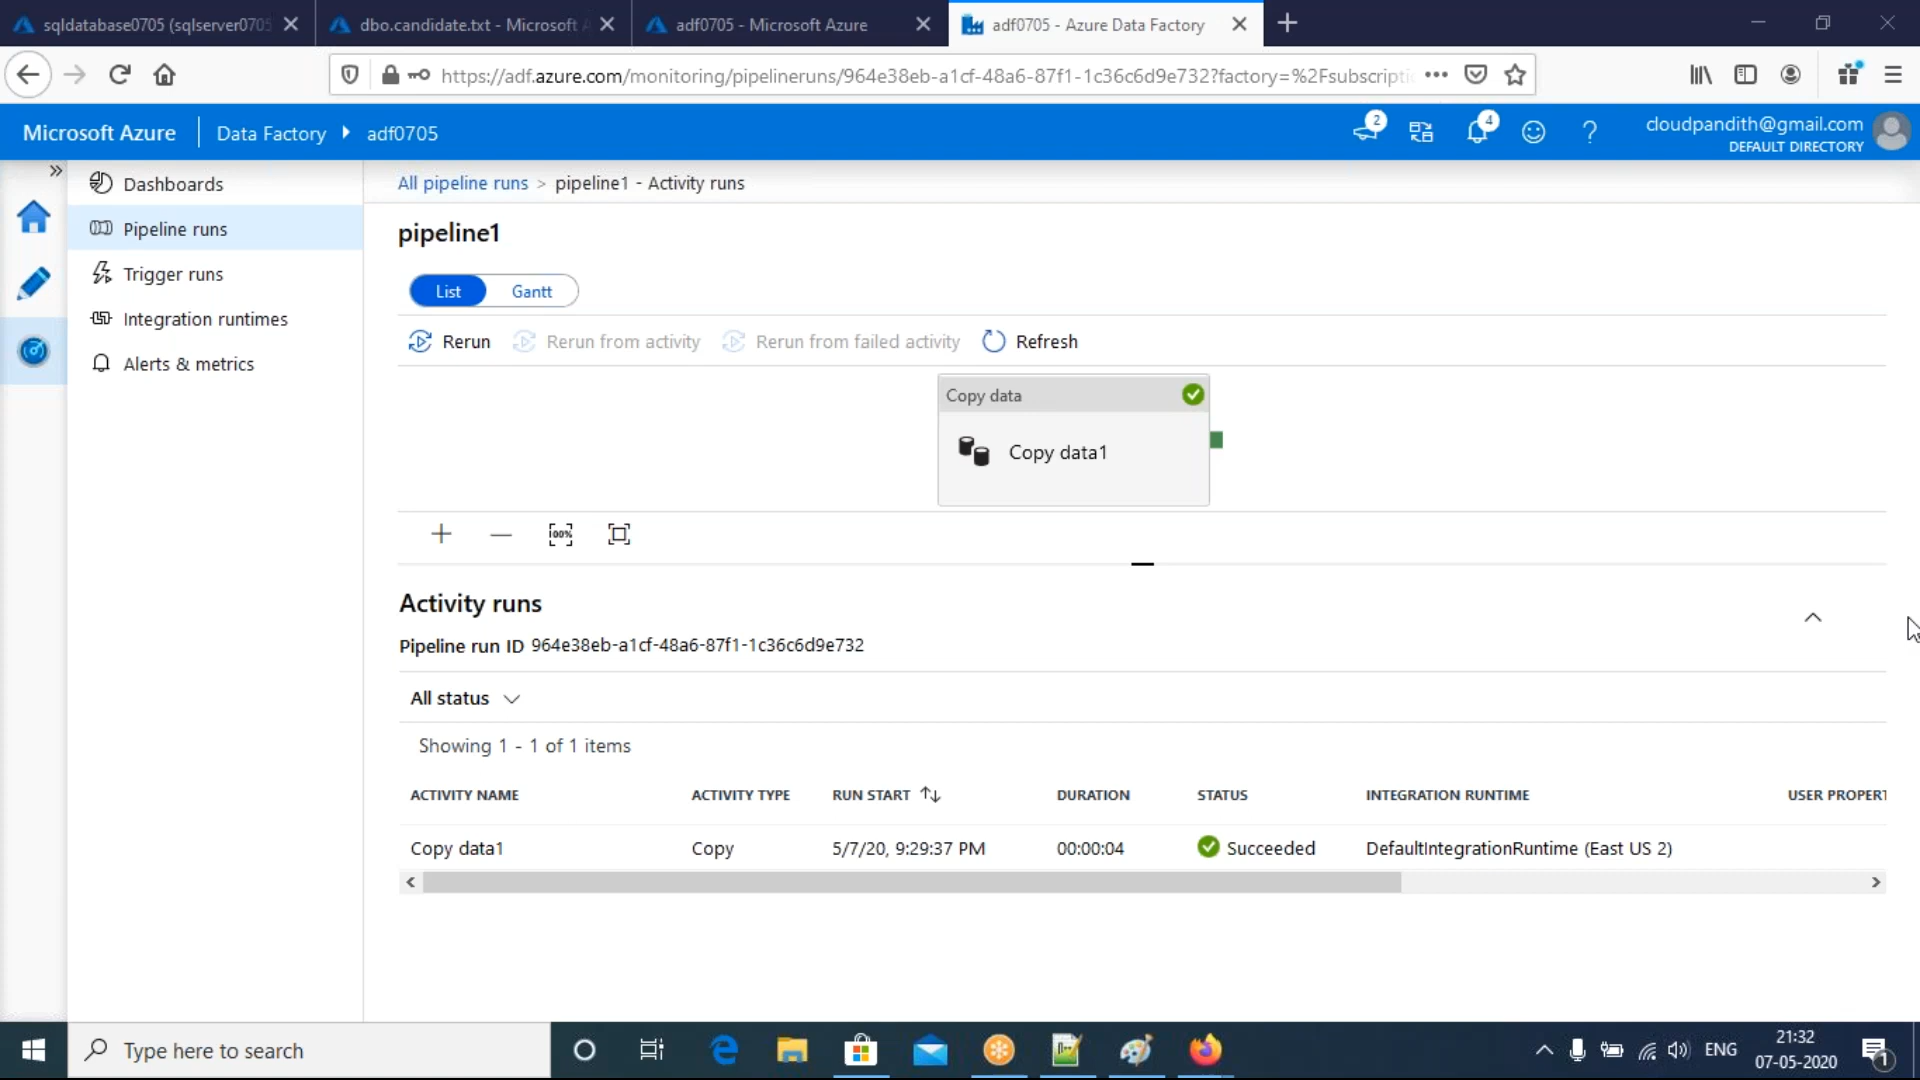 sqldatabase0705 (sqlserver0705
dbo.candidate.txt - Microsoft A
adf0705 - Microsoft Azure
adf0705 - Azure Data Factory
https://adf.azure.com/monitoring/pipelineruns/964e38eb-a1cf-48a6-87f1-1c36c6d9e732?factory=%2Fsubscripti
Microsoft Azure
Data Factory
adf0705
2
4
?
cloudpandith@gmail.com
DEFAULT DIRECTORY
Dashboards
Pipeline runs
Trigger runs
Integration runtimes
Alerts & metrics
All pipeline runs > pipeline1 - Activity runs
pipeline1
List
Gantt
Rerun
Rerun from activity
Rerun from failed activity
Refresh
Copy data
Copy data1
100%
Activity runs
Pipeline run ID 964e38eb-a1cf-48a6-87f1-1c36c6d9e732
All status
Showing 1 - 1 of 1 items
ACTIVITY NAME ACTIVITY TYPE RUN START DURATION STATUS INTEGRATION RUNTIME USER PROPERT
Copy data1 Copy 5/7/20, 9:29:37 PM 00:00:04 Succeeded DefaultIntegrationRuntime (East US 2)
Type here to search
ENG
21:32
07-05-2020
1